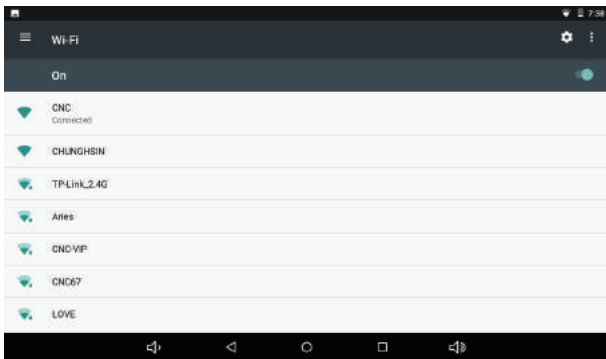 7:38
Wi-Fi
On
CNC
Connected
CHUNGHSIN
TP-Link_2.4G
Aries
CNC-VIP
CNC67
LOVE